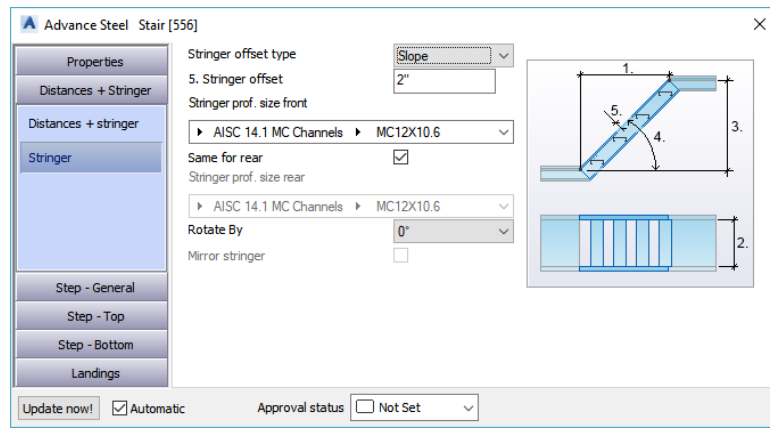 Advance Steel Stair [556]
Properties
Distances + Stringer
Distances + stringer
Stringer
Step - General
Step - Top
Step - Bottom
Landings
Stringer offset type
Slope
5. Stringer offset
2"
Stringer prof. size front
AISC 14.1 MC Channels
MC12X10.6
Same for rear
Stringer prof. size rear
AISC 14.1 MC Channels
MC12X10.6
Rotate By
0°
Mirror stringer
1.
5.
4.
3.
2.
Update now!
Automatic
Approval status
Not Set